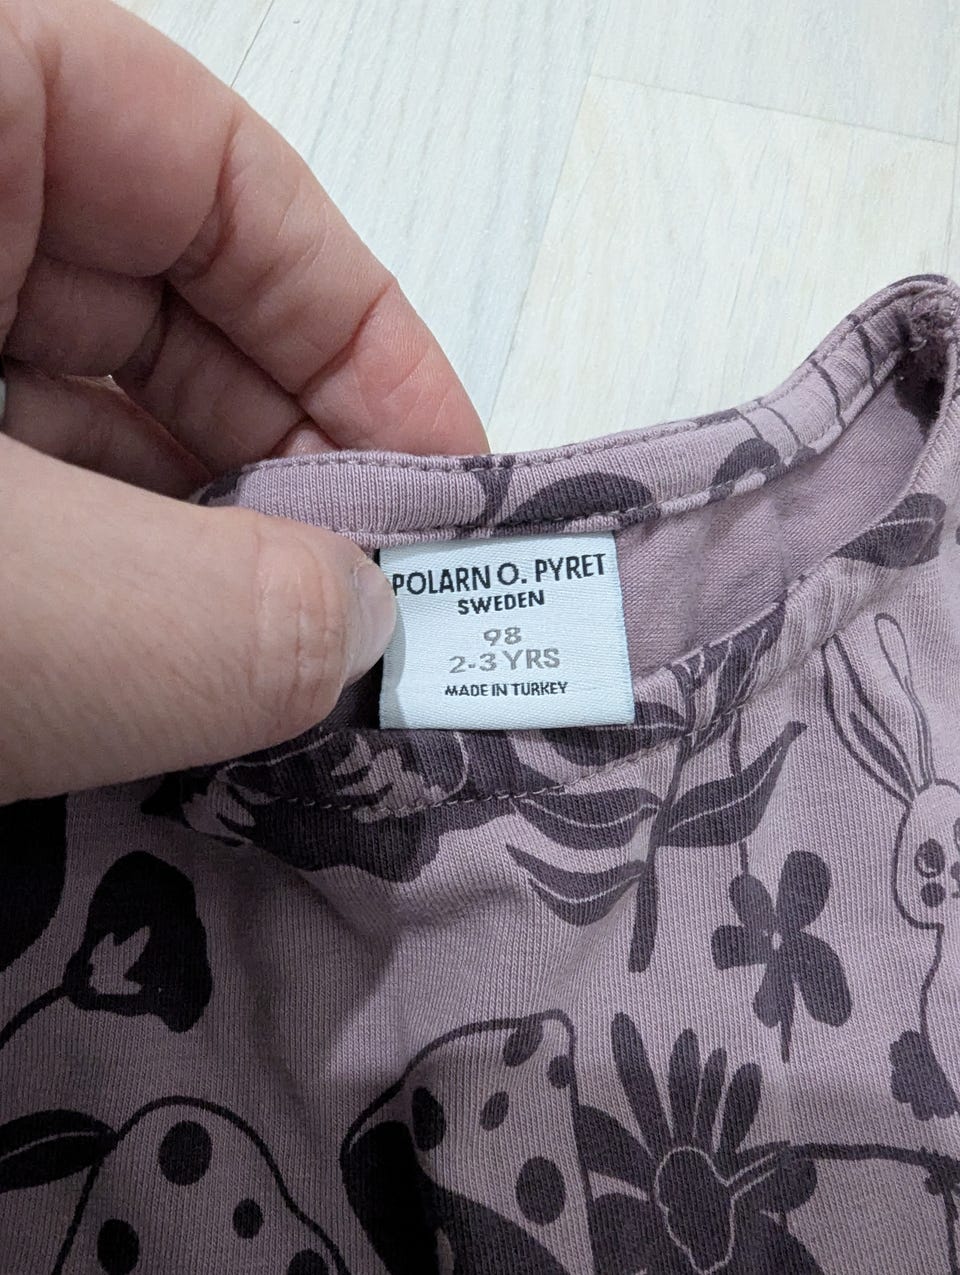 POLARN O. PYRET
SWEDEN
98
2-3 YRS
MADE IN TURKEY